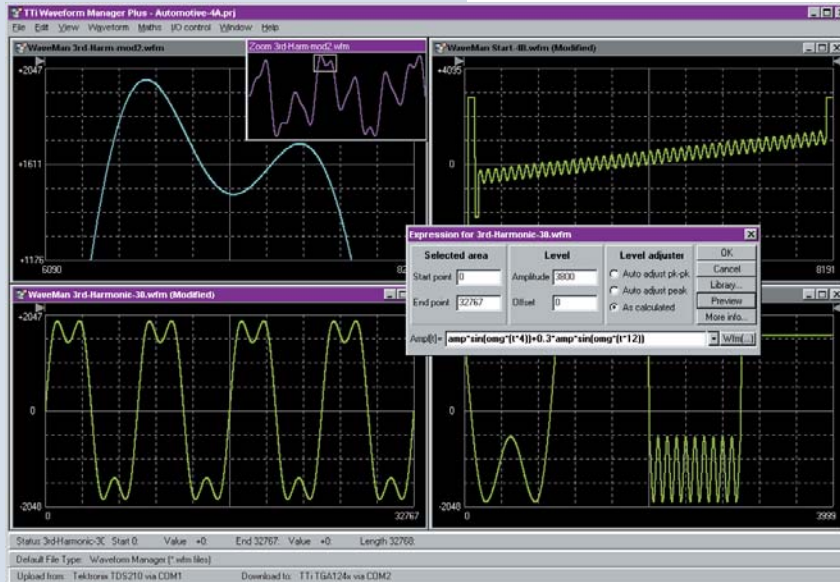 TTi Waveform Manager Plus - Automotive-4A.prj
File Edit View Waveform Maths I/O control Window Help
WaveMan 3rd-Harm-mod2.wfm
+2047
+1611
+1176
6090
Zoom 3rd-Harm-mod2.wfm
WaveMan Start-08.wfm (Modified)
+4095
0
8191
Expression for 3rd-Harmonic-30.wfm
Selected area
Start point 0
End point 32767
Level
Amplitude 3800
Offset 0
Level adjuster
Auto adjust pk-pk
Auto adjust peak
As calculated
OK
Cancel
Library...
Preview
More info...
Amp(t)= amp*sin(omg*(t*4))+0.3*amp*sin(omg*(t*12))
Wfm(...)
WaveMan 3rd-Harmonic-30.wfm (Modified)
+2047
0
-2048
0
32767
0
-2048
0
3999
Status 3rd-Harmonic-30 Start 0: Value +0: End 32767: Value +0: Length 32768:
Default File Type: Waveform Manager (*.wfm files)
Upload from: Tektronix TDS210 via COM1 Download to: TTi TGA124x via COM2